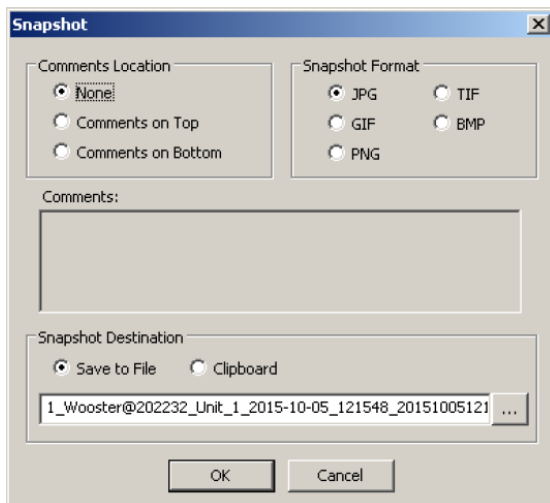 Snapshot
Comments Location
None
Comments on Top
Comments on Bottom
Snapshot Format
JPG
TIF
GIF
BMP
PNG
Comments:
Snapshot Destination
Save to File
Clipboard
1_Wooster@202232_Unit_1_2015-10-05_121548_20151005121
...
OK
Cancel